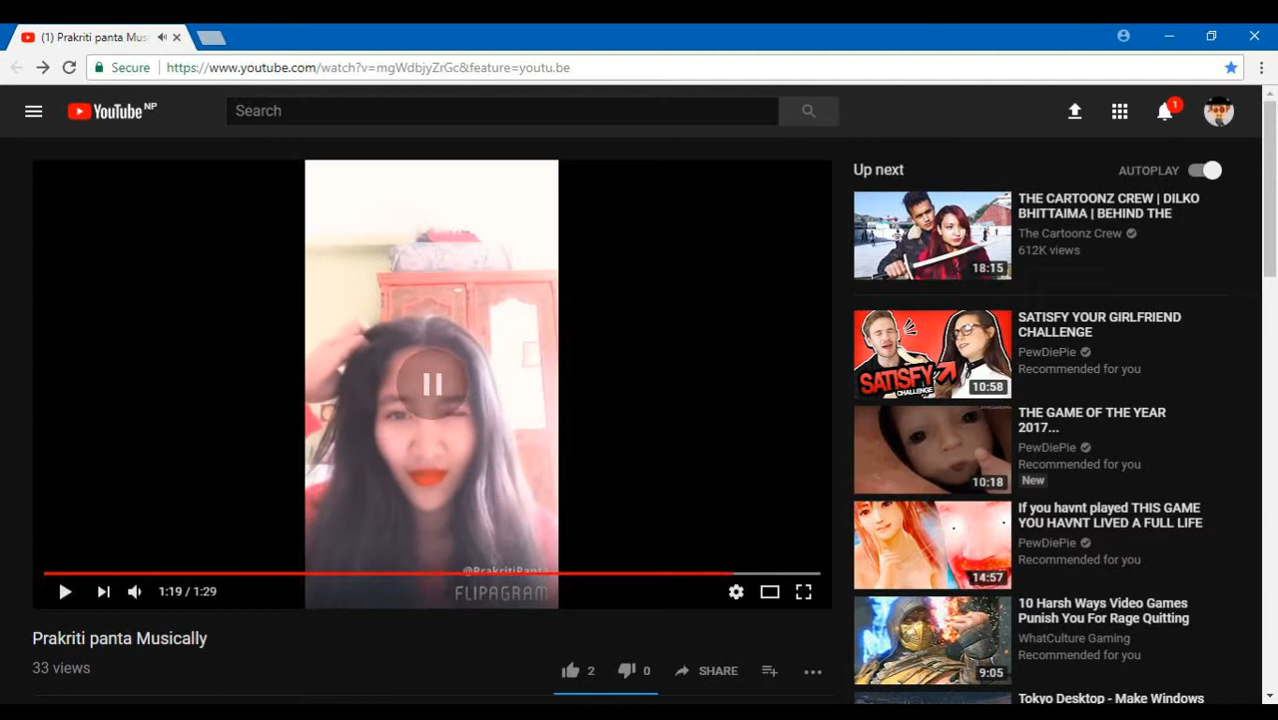 (1) Prakriti panta Mus
Secure
https://www.youtube.com/watch?v=mgWdbjyZrGc&feature=youtu.be
YouTube NP
Search
1
@PrakritiPanta
FLIPAGRAM
1:19 / 1:29
Prakriti panta Musically
33 views
2
0
SHARE
Up next
AUTOPLAY
18:15
THE CARTOONZ CREW | DILKO
BHITTAIMA | BEHIND THE
The Cartoonz Crew
612K views
SATISFY
CHALLENGE
10:58
SATISFY YOUR GIRLFRIEND
CHALLENGE
PewDiePie
Recommended for you
10:18
THE GAME OF THE YEAR
2017...
PewDiePie
Recommended for you
New
14:57
If you havnt played THIS GAME
YOU HAVNT LIVED A FULL LIFE
PewDiePie
Recommended for you
9:05
10 Harsh Ways Video Games
Punish You For Rage Quitting
WhatCulture Gaming
Recommended for you
Tokyo Desktop - Make Windows